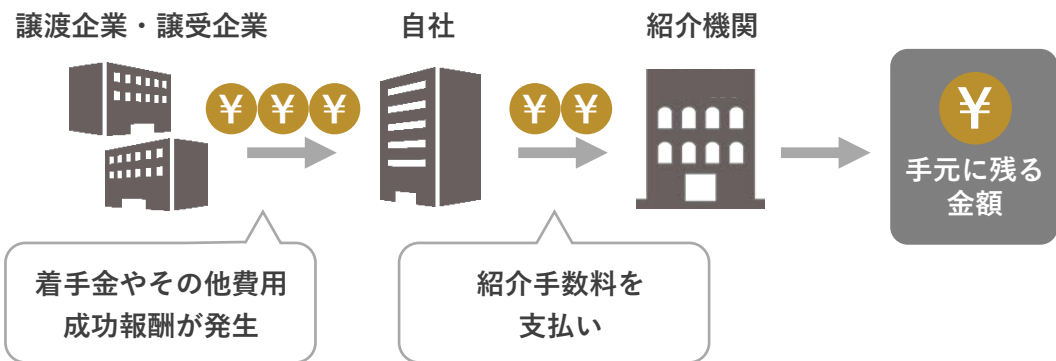 譲渡企業・譲受企業
自社
紹介機関
¥¥¥
¥¥
¥
手元に残る
金額
着手金やその他費用
成功報酬が発生
紹介手数料を
支払い